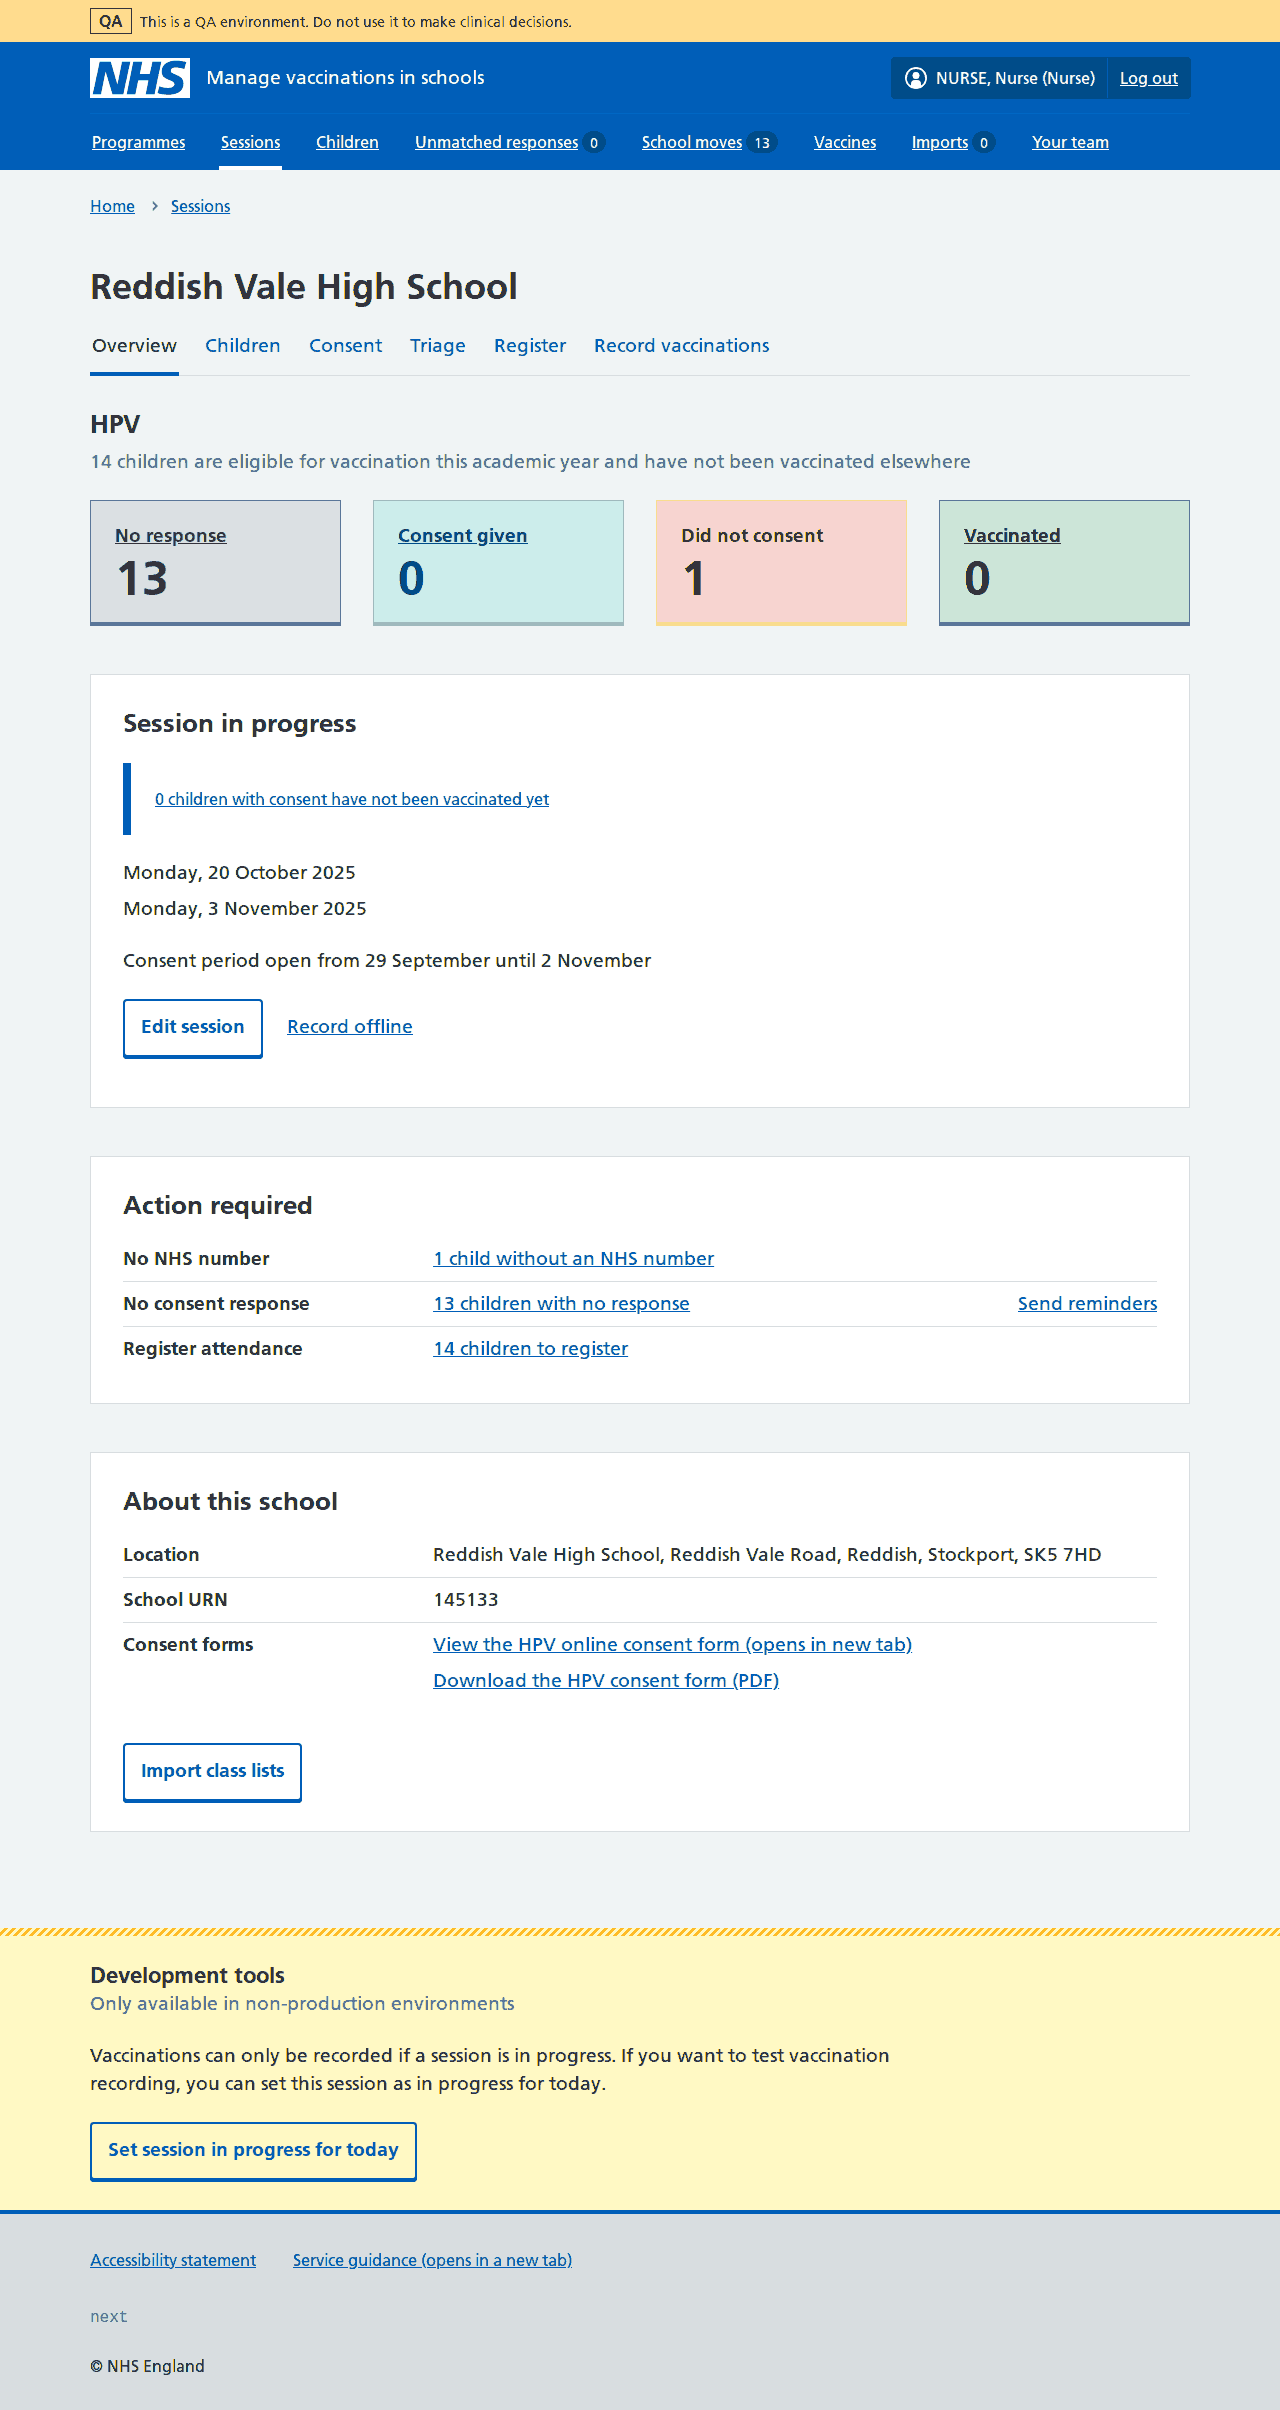 QA This is a QA environment. Do not use it to make clinical decisions.
NHS Manage vaccinations in schools NURSE, Nurse (Nurse) Log out
Programmes Sessions Children Unmatched responses 0 School moves 13 Vaccines Imports 0 Your team
Home Sessions
Reddish Vale High School
Overview Children Consent Triage Register Record vaccinations
HPV
14 children are eligible for vaccination this academic year and have not been vaccinated elsewhere
No response Consent given Did not consent Vaccinated
13 0 1 0
Session in progress
0 children with consent have not been vaccinated yet
Monday, 20 October 2025
Monday, 3 November 2025
Consent period open from 29 September until 2 November
Edit session Record offline
Action required
No NHS number 1 child without an NHS number
No consent response 13 children with no response Send reminders
Register attendance 14 children to register
About this school
Location Reddish Vale High School, Reddish Vale Road, Reddish, Stockport, SK5 7HD
School URN 145133
Consent forms View the HPV online consent form (opens in new tab)
Download the HPV consent form (PDF)
Import class lists
Development tools
Only available in non-production environments
Vaccinations can only be recorded if a session is in progress. If you want to test vaccination
recording, you can set this session as in progress for today.
Set session in progress for today
Accessibility statement Service guidance (opens in a new tab)
next
© NHS England